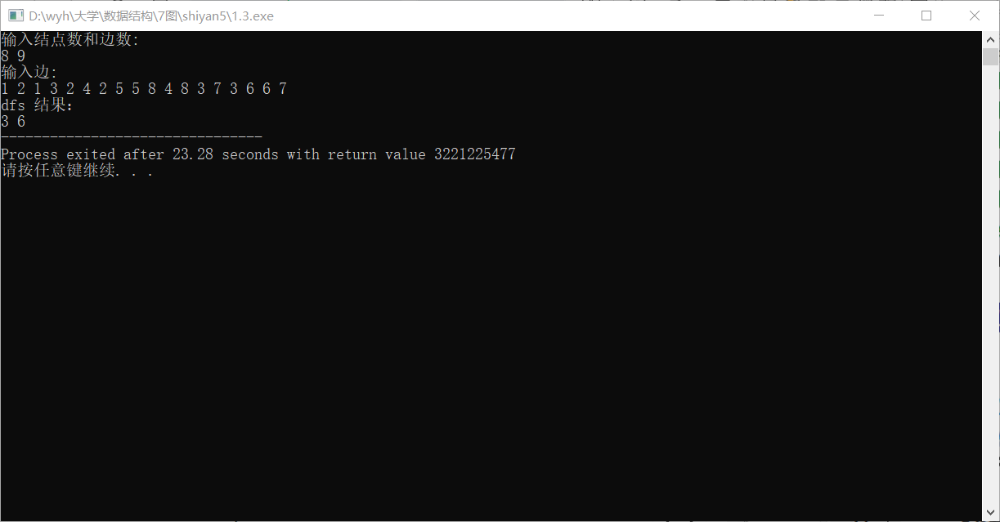 D:\wyh\大学\数据结构\7图\shiyan5\1.3.exe
输入结点数和边数:
8 9
输入边:
1 2 1 3 2 4 2 5 5 8 4 8 3 7 3 6 6 7
dfs 结果：
3 6
--------------------------------
Process exited after 23.28 seconds with return value 3221225477
请按任意键继续. . .